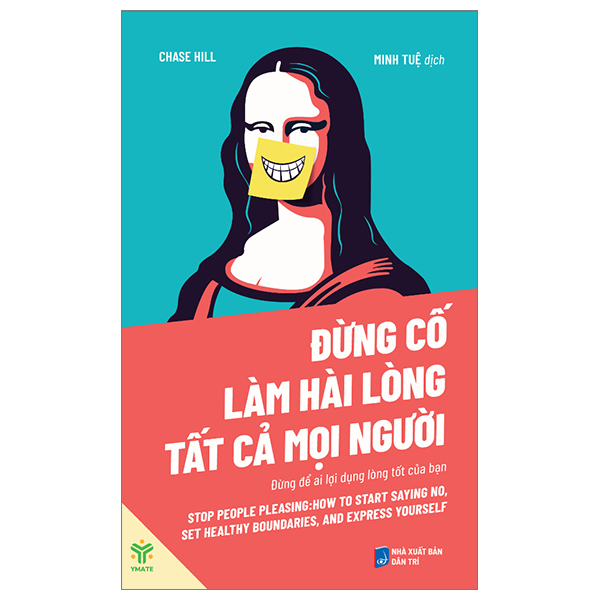 CHASE HILL
MINH TUỆ dịch
ĐỪNG CỐ
LÀM HÀI LÒNG
TẤT CẢ MỌI NGƯỜI
Đừng để ai lợi dụng lòng tốt của bạn
STOP PEOPLE PLEASING:HOW TO START SAYING NO,
SET HEALTHY BOUNDARIES, AND EXPRESS YOURSELF
YMATE
NHÀ XUẤT BẢN
DÂN TRÍ